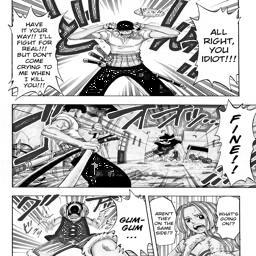 ALL
RIGHT,
YOU
IDIOT!!!
HAVE
IT YOUR
WAY!! I'LL
FIGHT FOR
REAL!!!
BUT DON'T
COME
CRYING TO
ME WHEN
I KILL
YOU!!!
FINE!!
WHAT'S
GOING
ON!?
AREN'T
THEY
ON THE
SAME
SIDE!?
GUM-
GUM
...